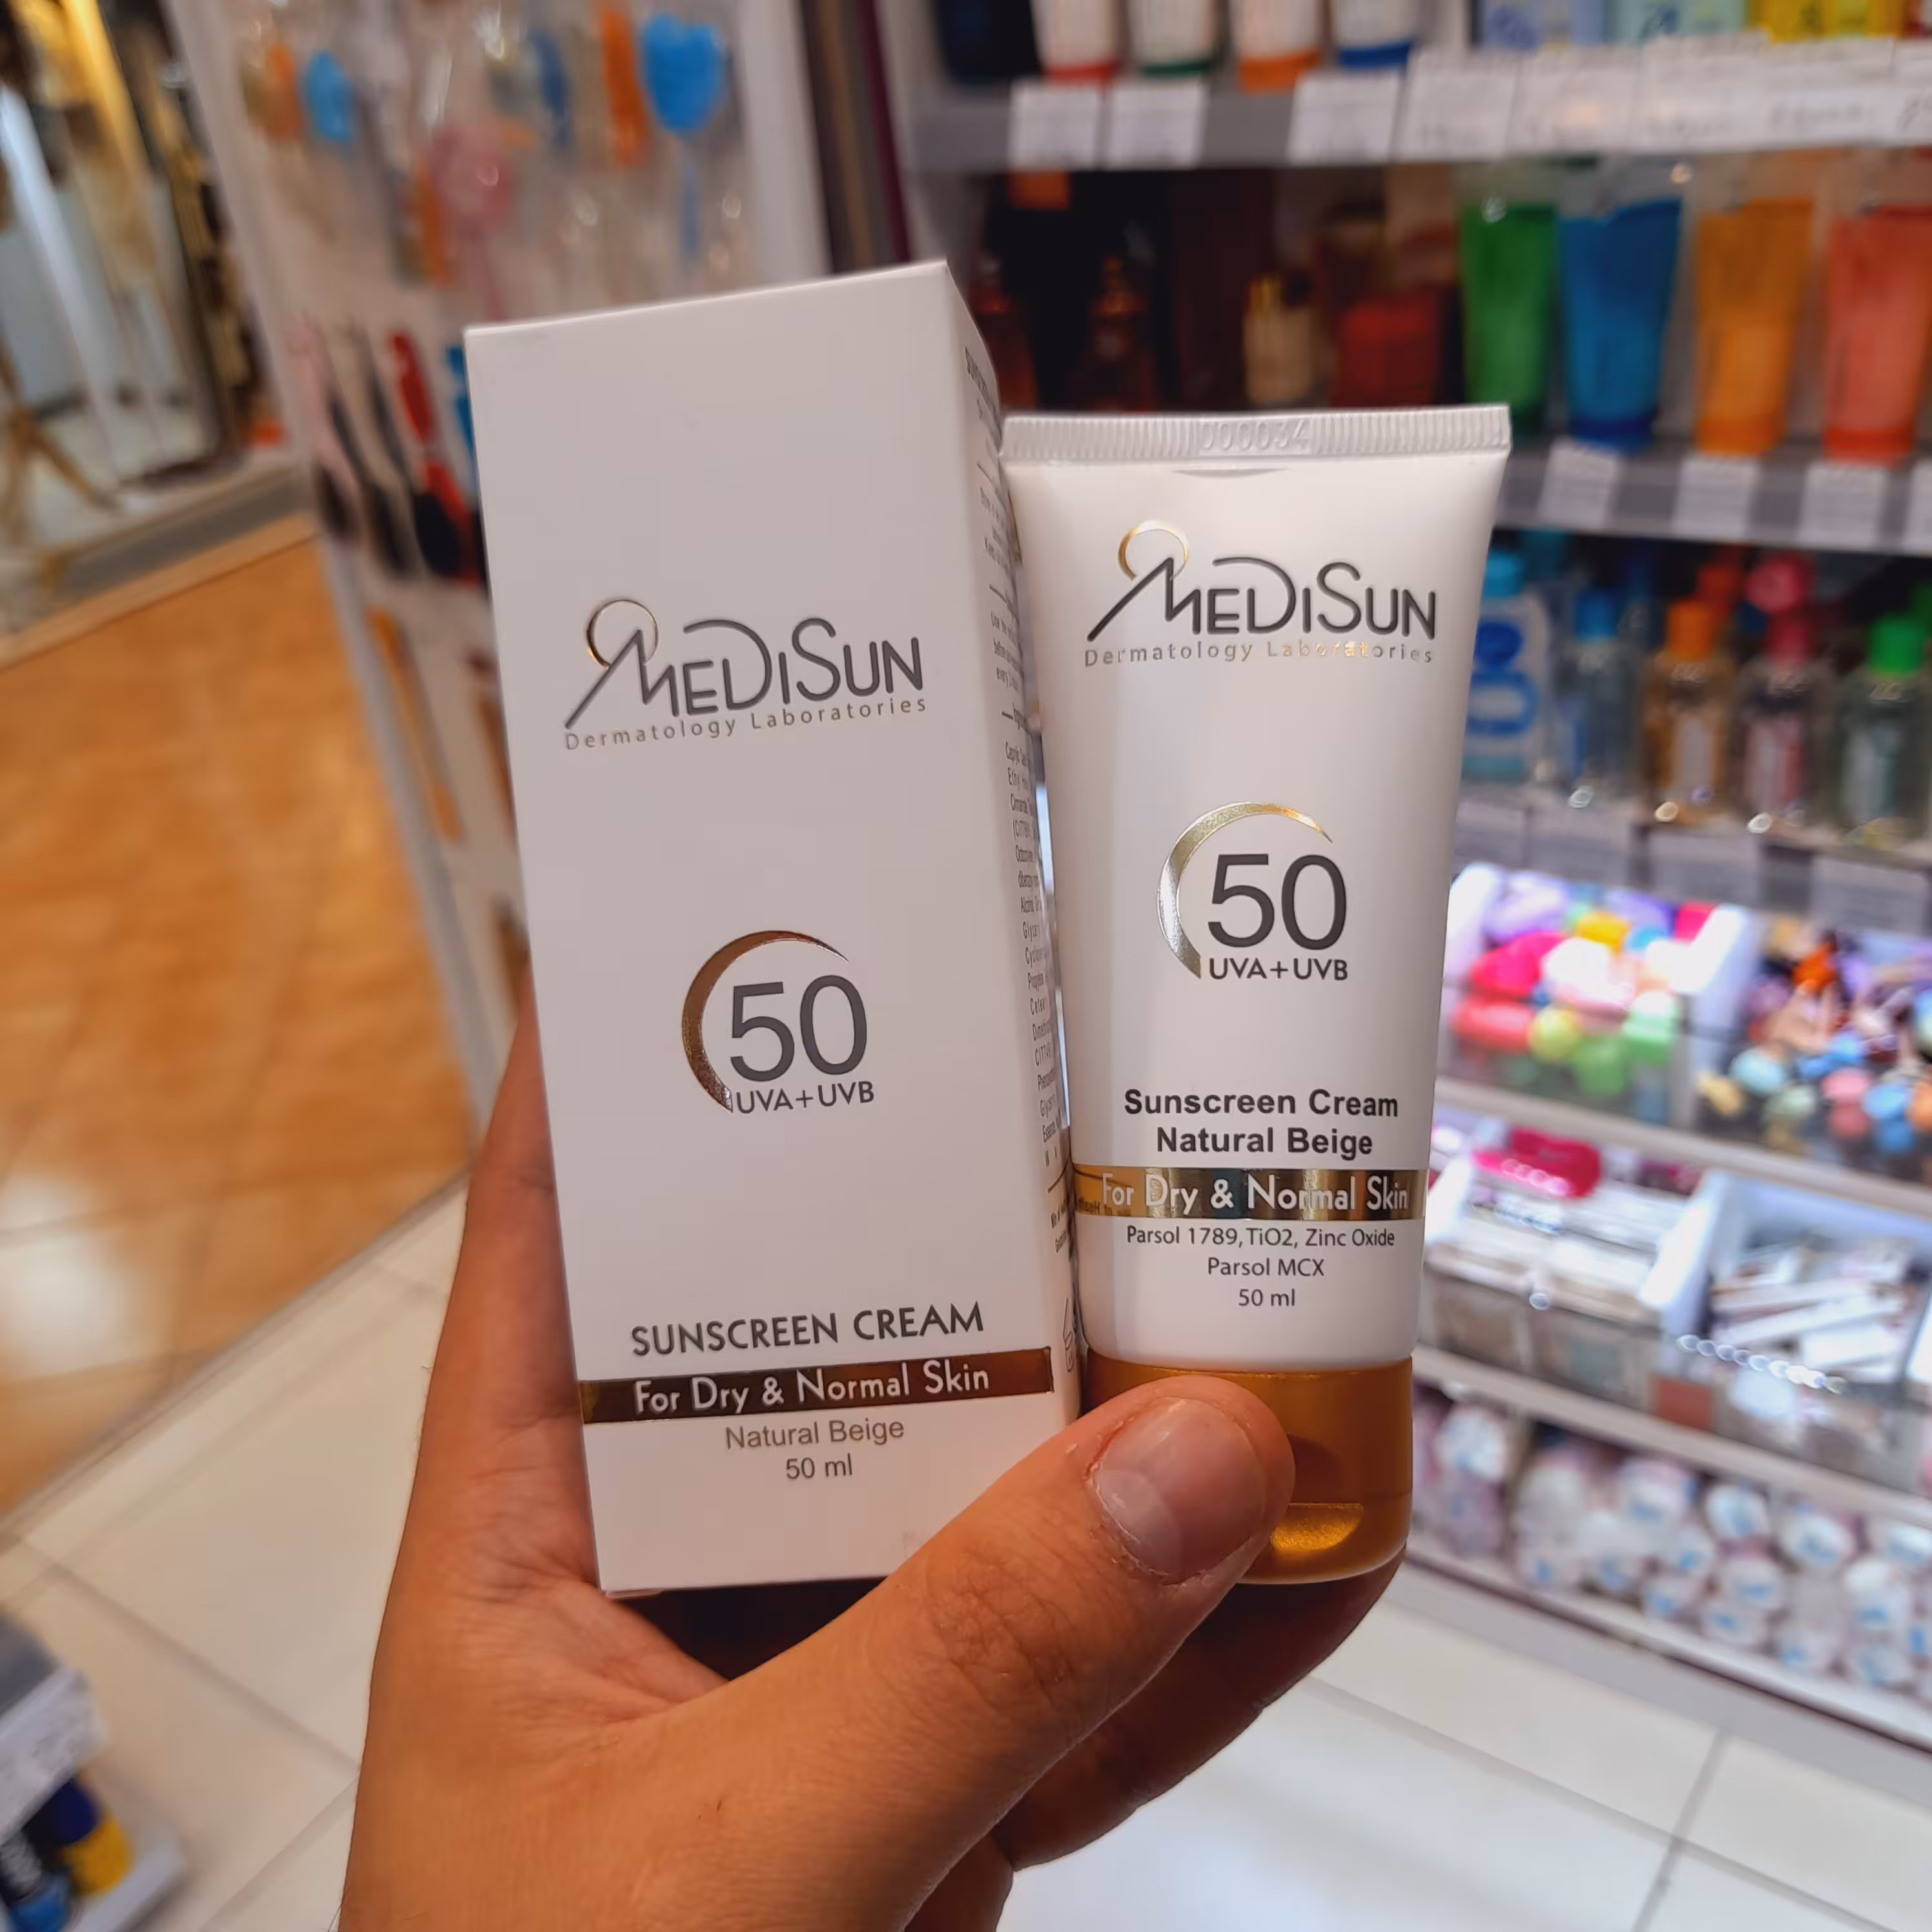 MEDISUN
Dermatology Laboratories
50
UVA+UVB
SUNSCREEN CREAM
For Dry & Normal Skin
Natural Beige
50 ml
000034
MEDISUN
Dermatology Laboratories
50
UVA+UVB
Sunscreen Cream
Natural Beige
For Dry & Normal Skin
Parsol 1789, TiO2, Zinc Oxide
Parsol MCX
50 ml